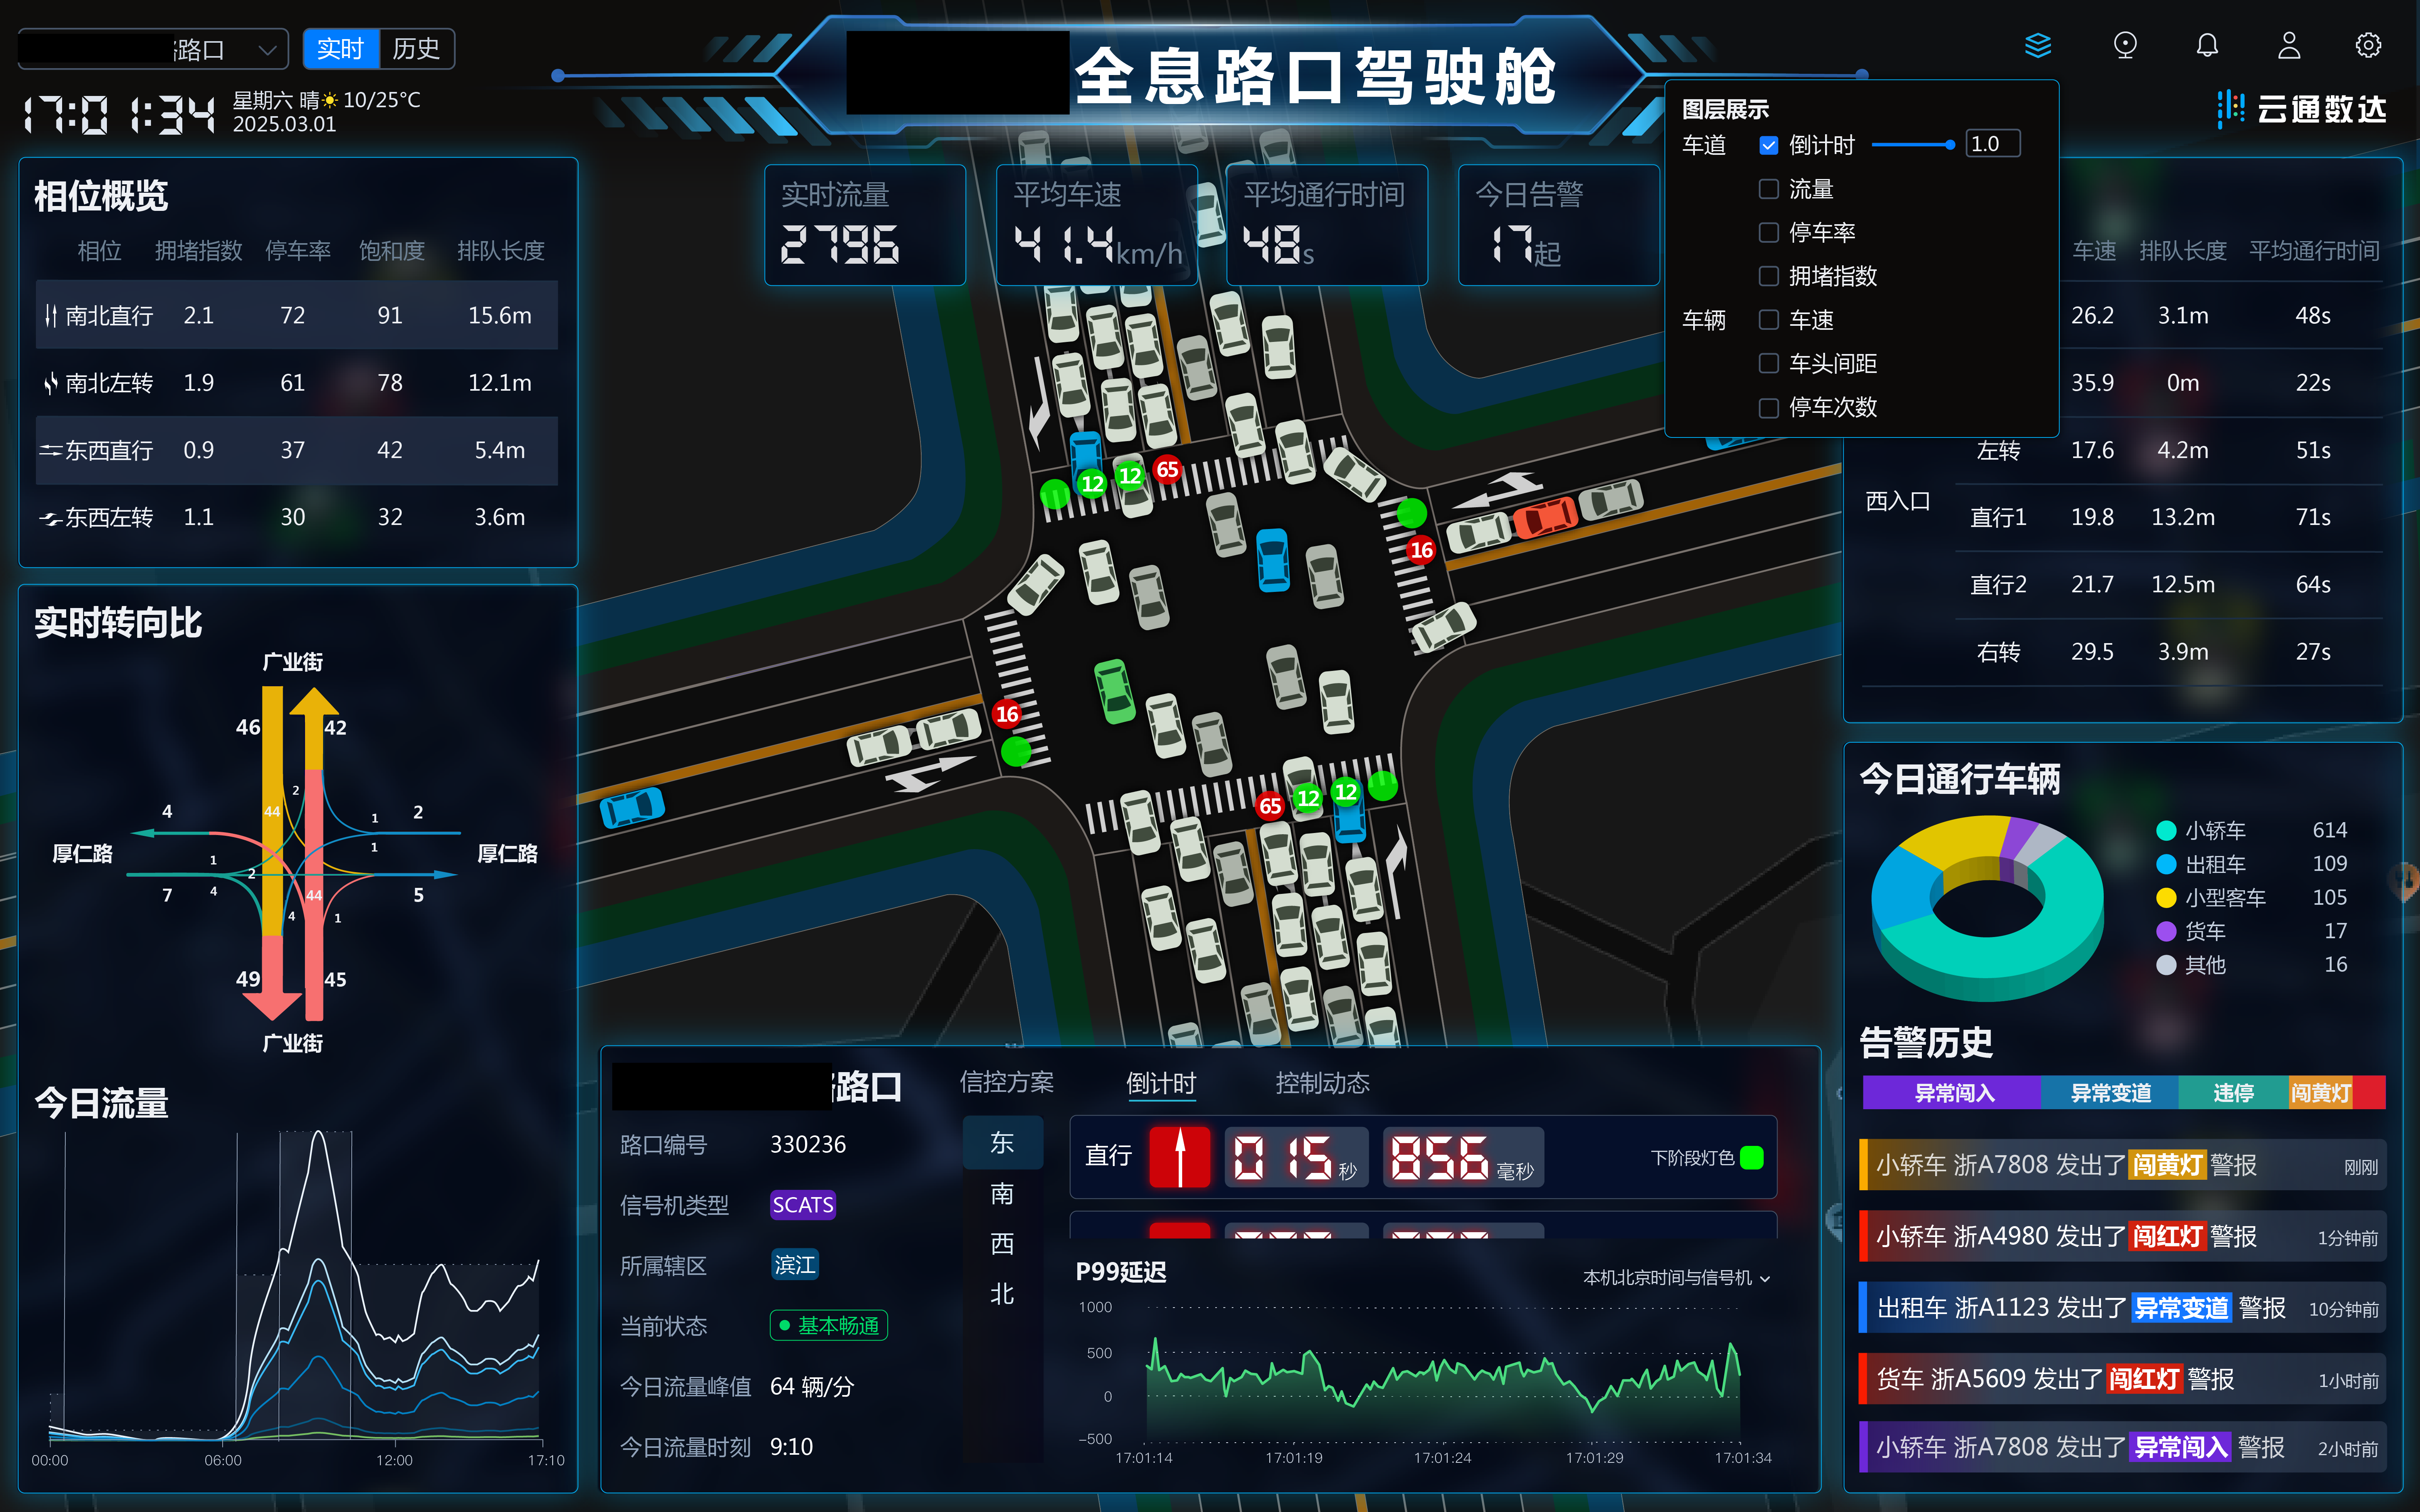 路口
实时
历史
17:01:34
星期六 晴 10/25°C
2025.03.01
全息路口驾驶舱
云通数达
图层展示
车道
倒计时
1.0
流量
停车率
拥堵指数
车辆
车速
车头间距
停车次数
实时流量
2796
平均车速
41.4km/h
平均通行时间
48s
今日告警
17起
相位概览
相位 拥堵指数 停车率 饱和度 排队长度
南北直行 2.1 72 91 15.6m
南北左转 1.9 61 78 12.1m
东西直行 0.9 37 42 5.4m
东西左转 1.1 30 32 3.6m
车速 排队长度 平均通行时间
26.2 3.1m 48s
35.9 0m 22s
左转 17.6 4.2m 51s
西入口
直行1 19.8 13.2m 71s
直行2 21.7 12.5m 64s
右转 29.5 3.9m 27s
12 12 65
16
16
65 12 12
实时转向比
广业街
46 42
2
44
4 1 2
1
厚仁路 厚仁路
1
2
7 4 44 5
4 1
49 45
广业街
今日流量
00:00 06:00 12:00 17:10
路口
路口编号 330236
信号机类型 SCATS
所属辖区 滨江
当前状态 基本畅通
今日流量峰值 64 辆/分
今日流量时刻 9:10
信控方案 倒计时 控制动态
东
南
西
北
直行 015秒 856毫秒 下阶段灯色
P99延迟
本机北京时间与信号机
1000
500
0
-500
17:01:14 17:01:19 17:01:24 17:01:29 17:01:34
今日通行车辆
小轿车 614
出租车 109
小型客车 105
货车 17
其他 16
告警历史
异常闯入 异常变道 违停 闯黄灯
小轿车 浙A7808 发出了 闯黄灯 警报 刚刚
小轿车 浙A4980 发出了 闯红灯 警报 1分钟前
出租车 浙A1123 发出了 异常变道 警报 10分钟前
货车 浙A5609 发出了 闯红灯 警报 1小时前
小轿车 浙A7808 发出了 异常闯入 警报 2小时前